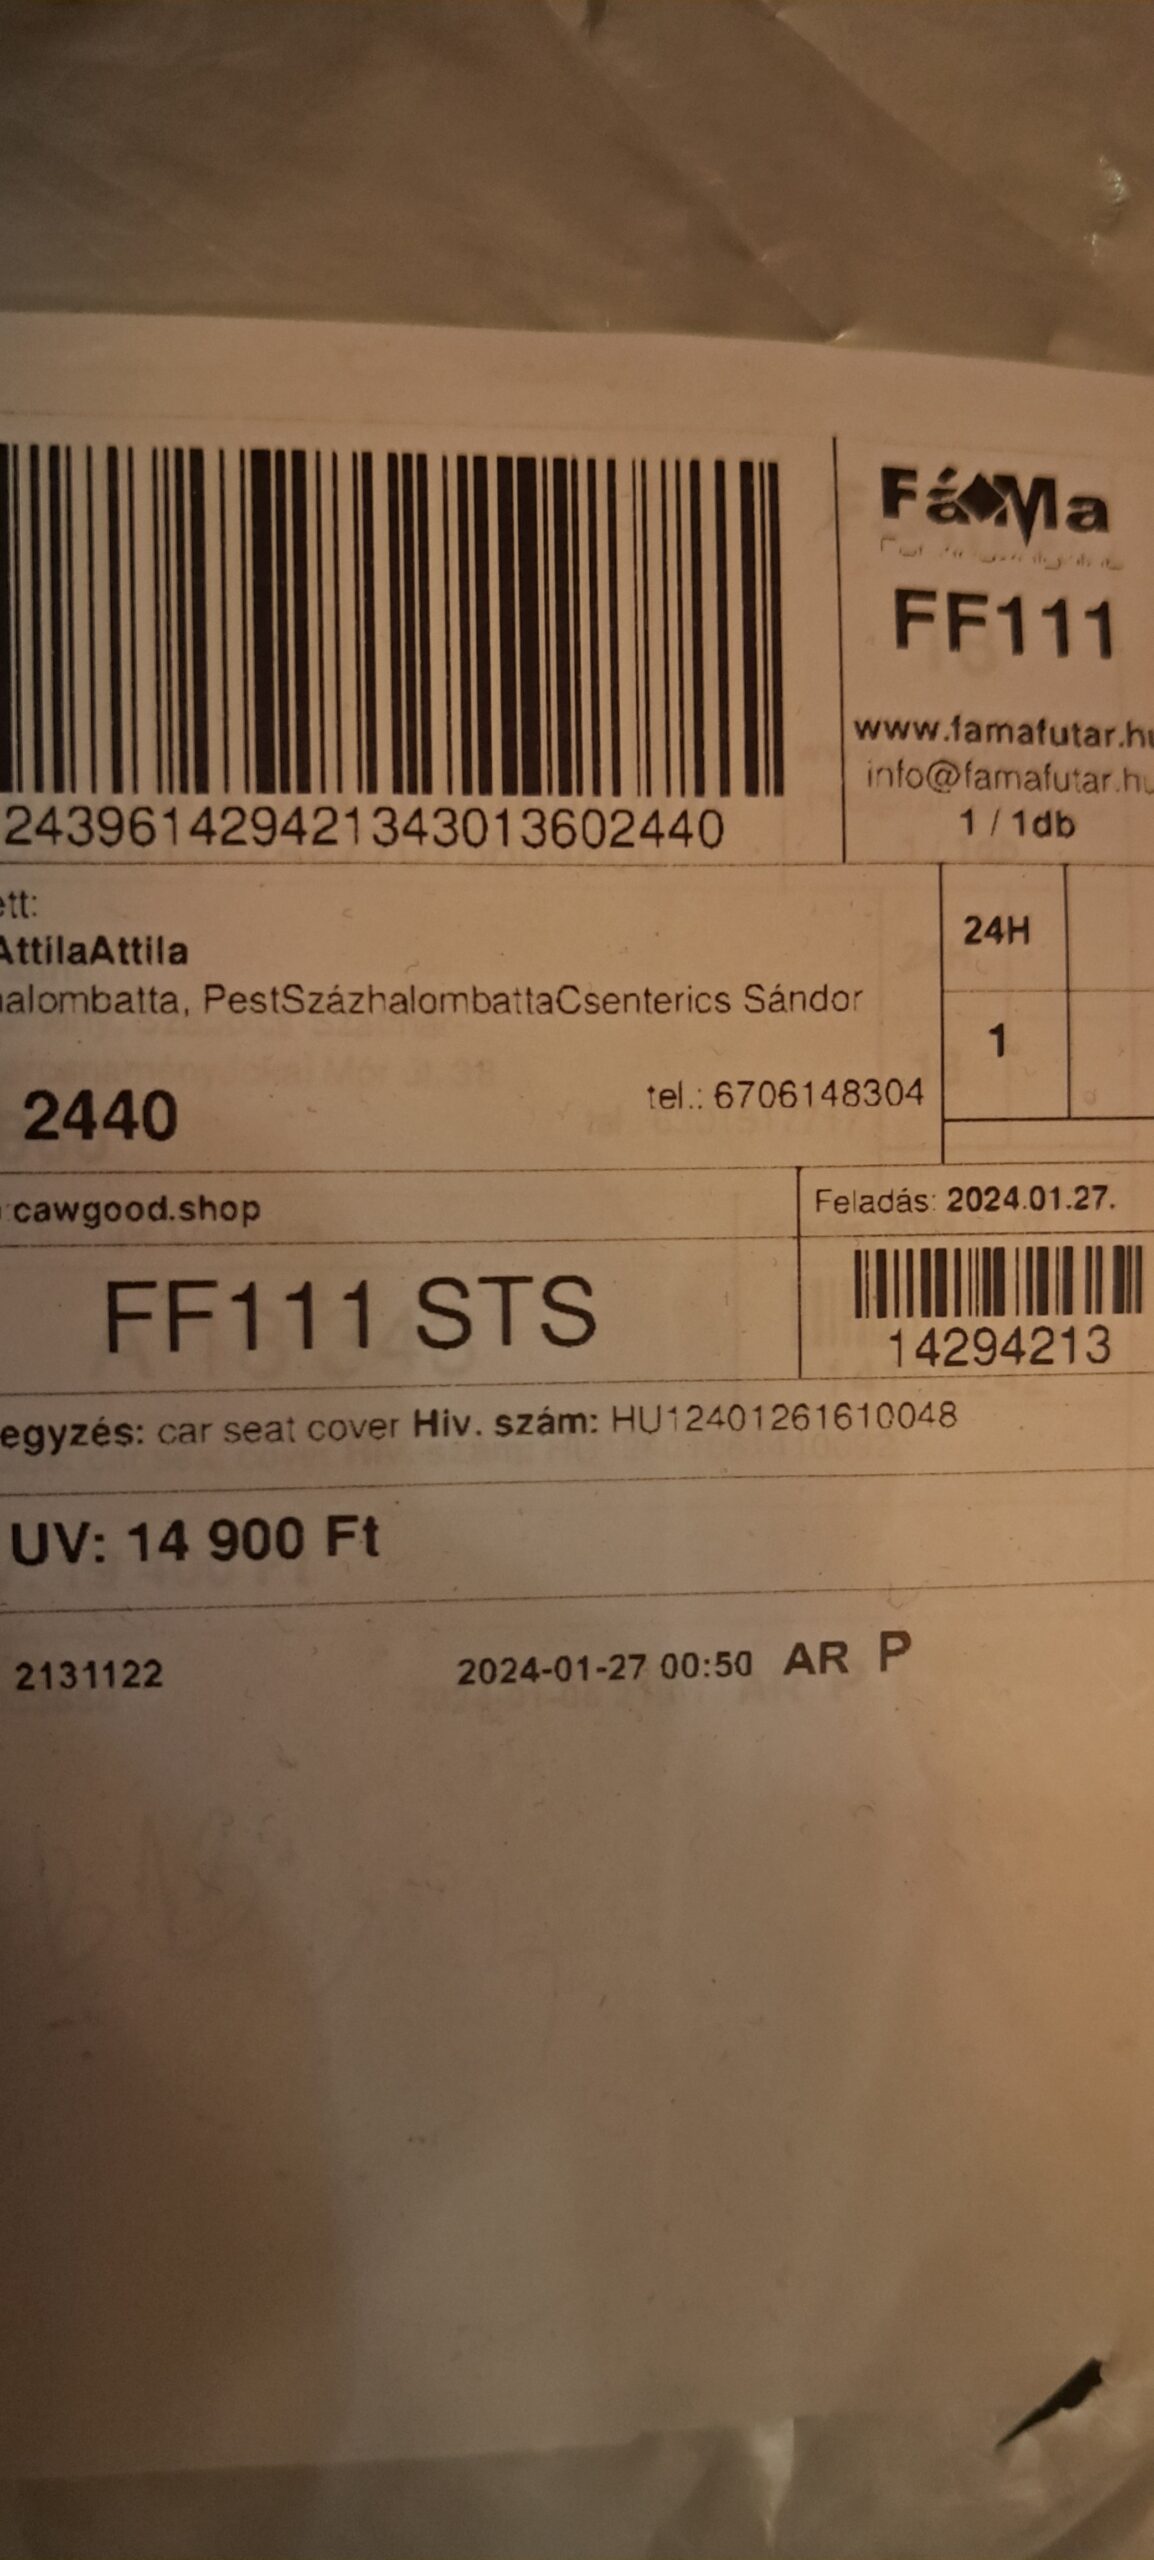 FáMa
FF111
www.famafutar.hu
info@famafutar.hu
1 / 1db
243961429421343013602440
ett:
AttilaAttila
alombatta, PestSzázhalombattaCsenterics Sándor
24H
1
2440
tel.: 6706148304
cawgood.shop
Feladás: 2024.01.27.
FF111 STS
14294213
egyzés: car seat cover Hiv. szám: HU12401261610048
UV: 14 900 Ft
2131122 2024-01-27 00:50 AR P